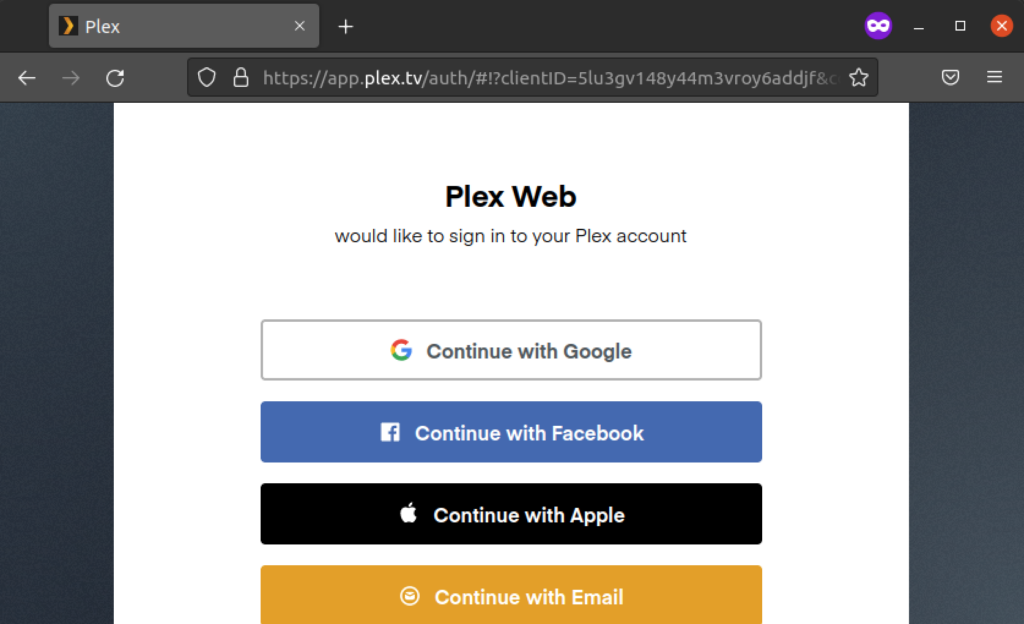 Plex
https://app.plex.tv/auth/#!?clientID=5lu3gv148y44m3vroy6addjf&c
Plex Web
would like to sign in to your Plex account
Continue with Google
Continue with Facebook
Continue with Apple
Continue with Email